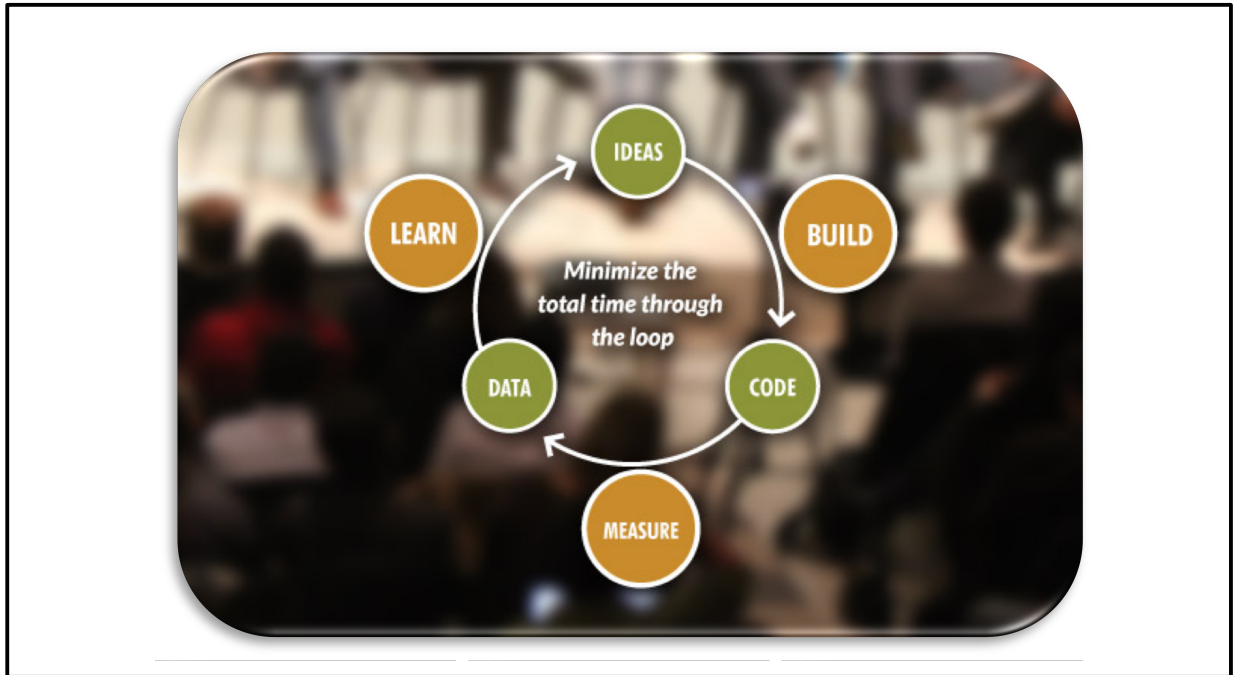 IDEAS
LEARN
BUILD
Minimize the
total time through
the loop
DATA
CODE
MEASURE